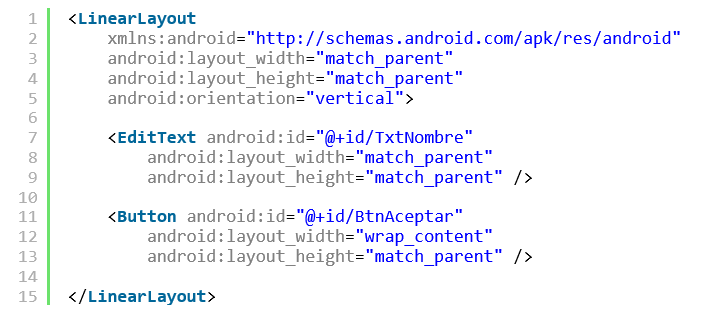 1 <LinearLayout
2 xmlns:android="http://schemas.android.com/apk/res/android"
3 android:layout_width="match_parent"
4 android:layout_height="match_parent"
5 android:orientation="vertical">
6
7 <EditText android:id="@+id/TxtNombre"
8 android:layout_width="match_parent"
9 android:layout_height="match_parent" />
10
11 <Button android:id="@+id/BtnAceptar"
12 android:layout_width="wrap_content"
13 android:layout_height="match_parent" />
14
15 </LinearLayout>